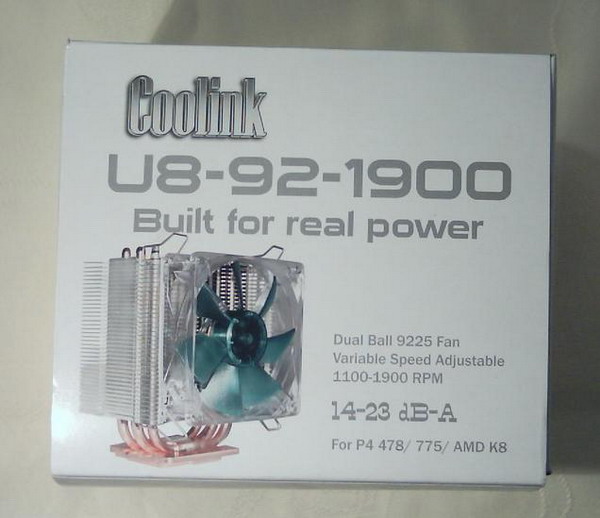 Coolink
U8-92-1900
Built for real power
Dual Ball 9225 Fan
Variable Speed Adjustable
1100-1900 RPM
14-23 dB-A
For P4 478/ 775/ AMD K8